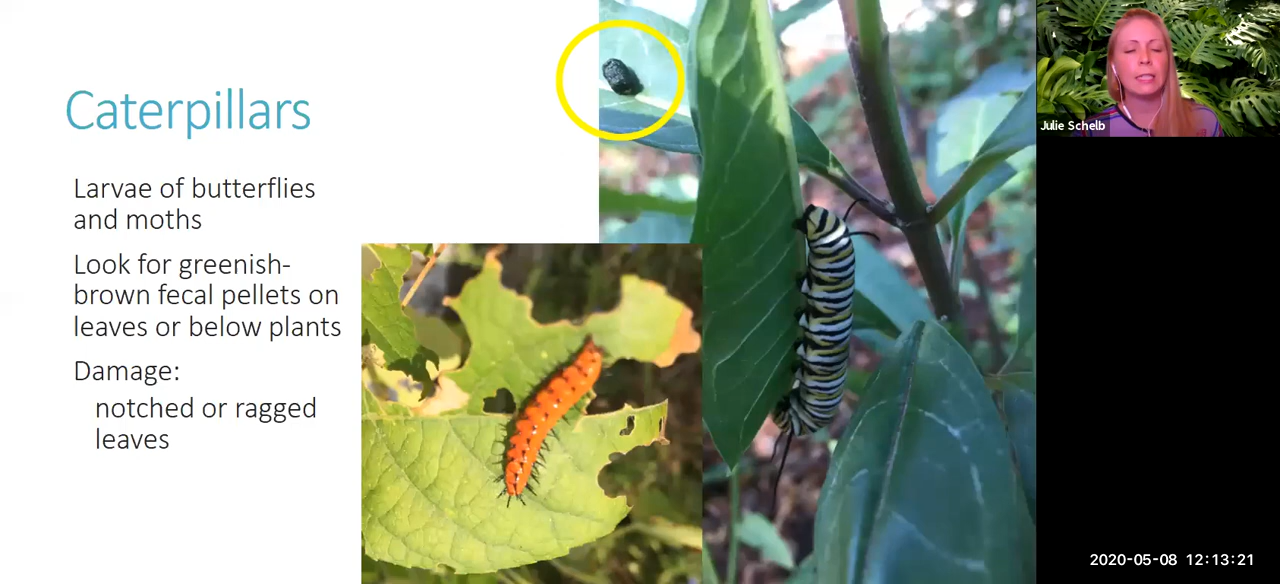 Caterpillars
Larvae of butterflies
and moths
Look for greenish-
brown fecal pellets on
leaves or below plants
Damage:
notched or ragged
leaves
Julie Schelb
2020-05-08 12:13:21